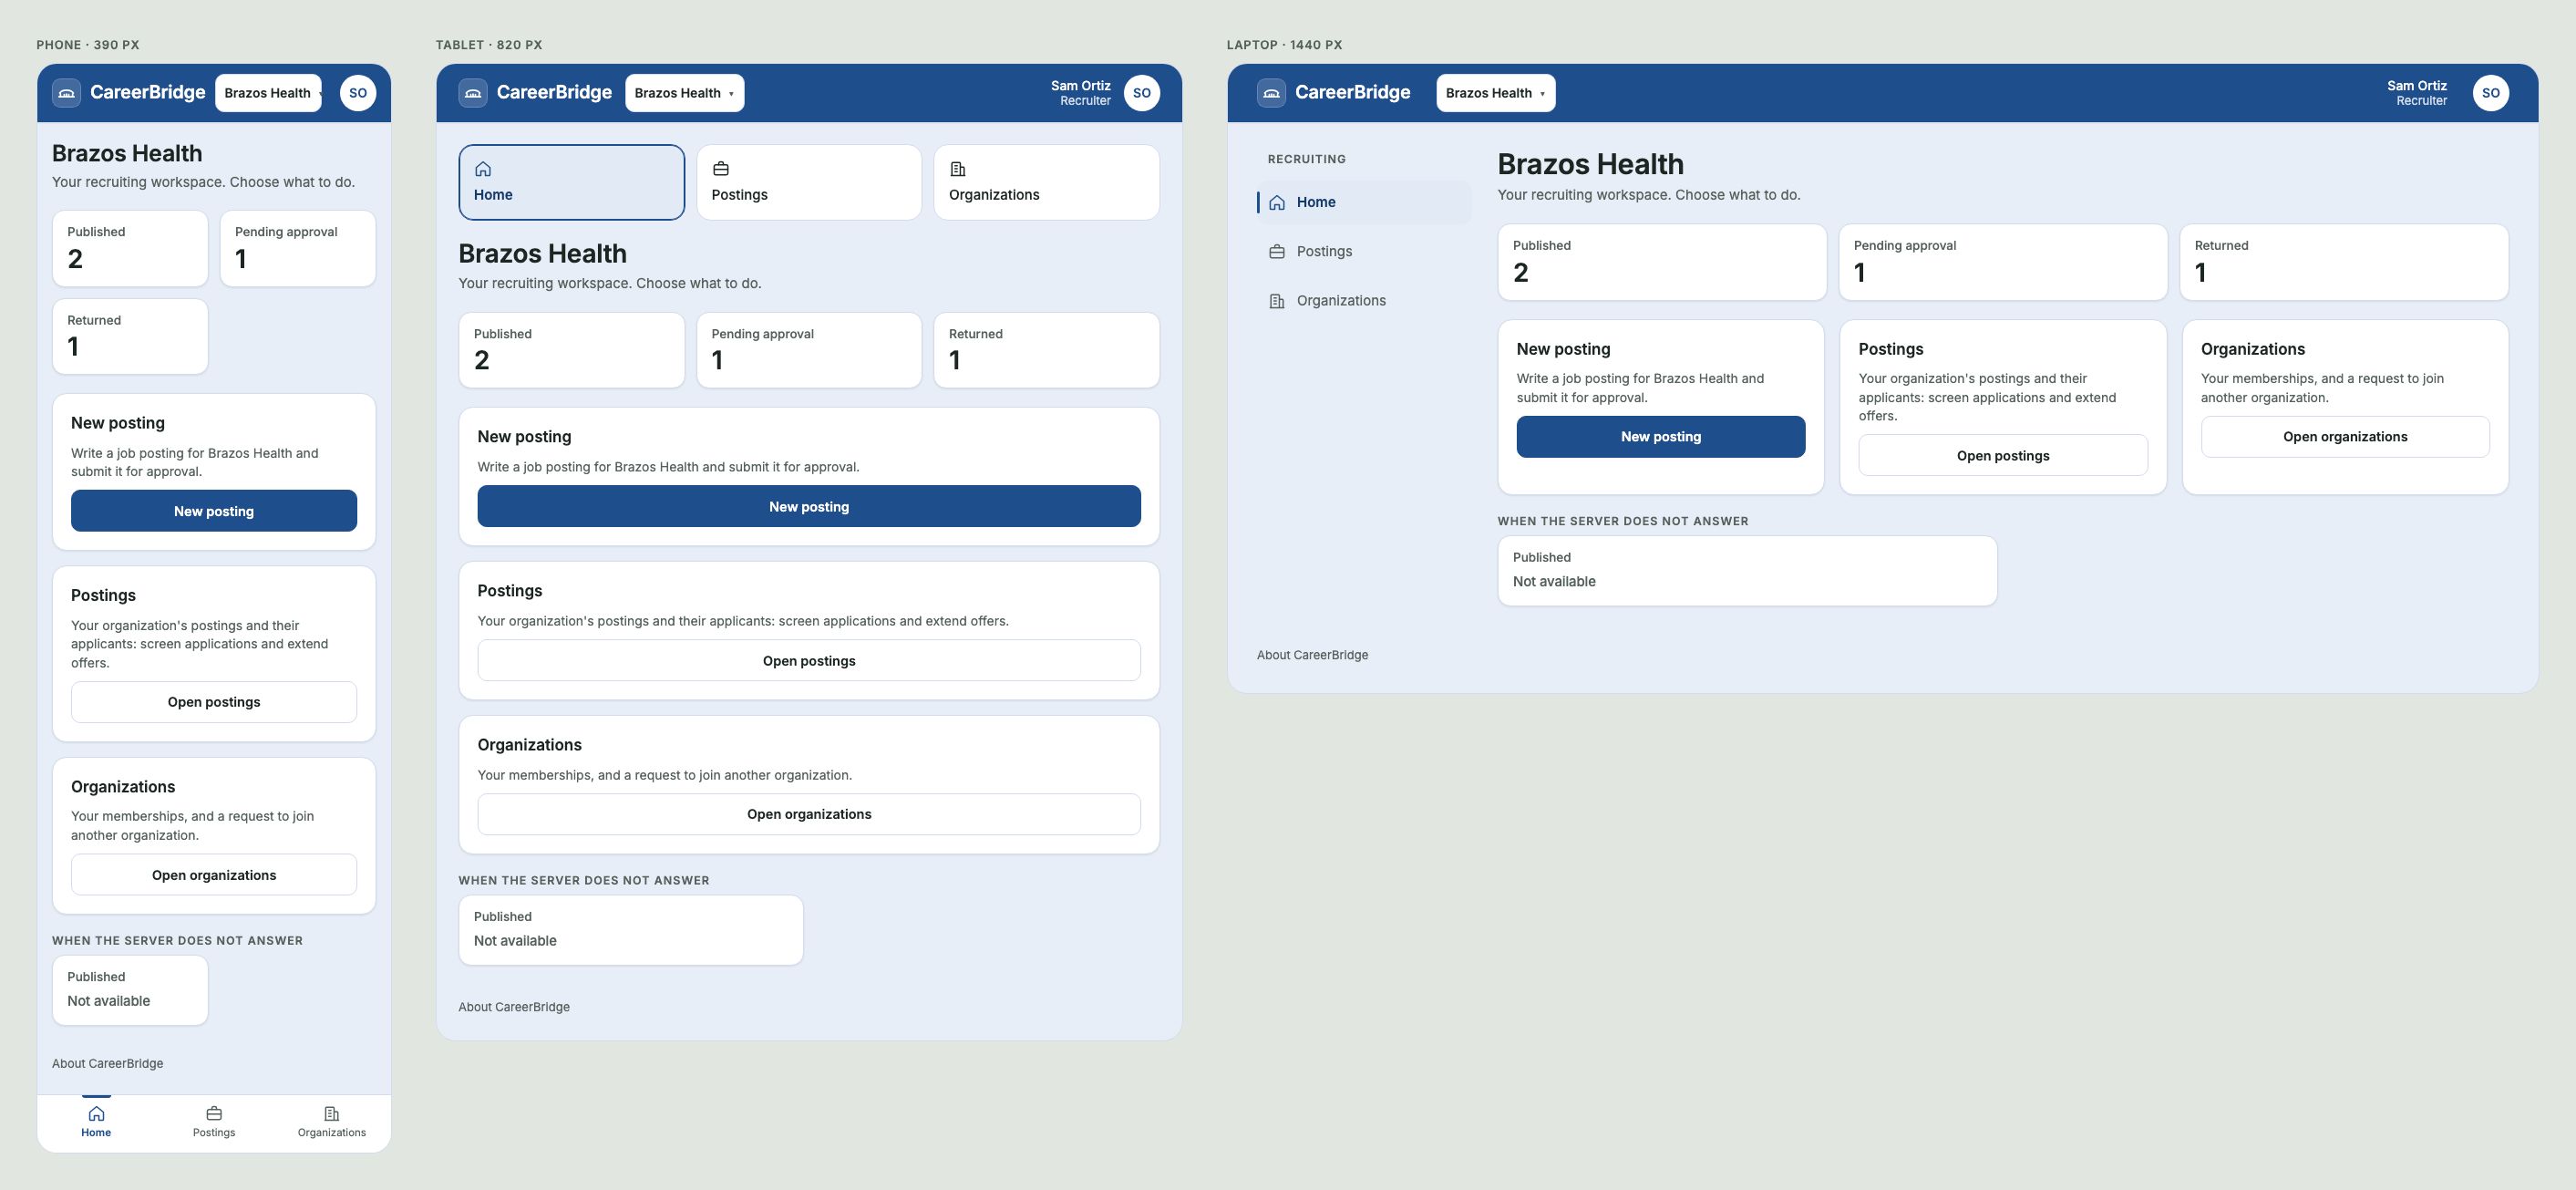 PHONE · 390 PX
CareerBridge
Brazos Health
SO
Brazos Health
Your recruiting workspace. Choose what to do.
Published
2
Pending approval
1
Returned
1
New posting
Write a job posting for Brazos Health and
submit it for approval.
New posting
Postings
Your organization's postings and their
applicants: screen applications and extend
offers.
Open postings
Organizations
Your memberships, and a request to join
another organization.
Open organizations
WHEN THE SERVER DOES NOT ANSWER
Published
Not available
About CareerBridge
Home
Postings
Organizations
TABLET · 820 PX
CareerBridge
Brazos Health
Sam Ortiz
Recruiter
SO
Home
Postings
Organizations
Brazos Health
Your recruiting workspace. Choose what to do.
Published
2
Pending approval
1
Returned
1
New posting
Write a job posting for Brazos Health and submit it for approval.
New posting
Postings
Your organization's postings and their applicants: screen applications and extend offers.
Open postings
Organizations
Your memberships, and a request to join another organization.
Open organizations
WHEN THE SERVER DOES NOT ANSWER
Published
Not available
About CareerBridge
LAPTOP · 1440 PX
CareerBridge
Brazos Health
Sam Ortiz
Recruiter
SO
RECRUITING
Home
Postings
Organizations
Brazos Health
Your recruiting workspace. Choose what to do.
Published
2
Pending approval
1
Returned
1
New posting
Write a job posting for Brazos Health and
submit it for approval.
New posting
Postings
Your organization's postings and their
applicants: screen applications and extend
offers.
Open postings
Organizations
Your memberships, and a request to join
another organization.
Open organizations
WHEN THE SERVER DOES NOT ANSWER
Published
Not available
About CareerBridge